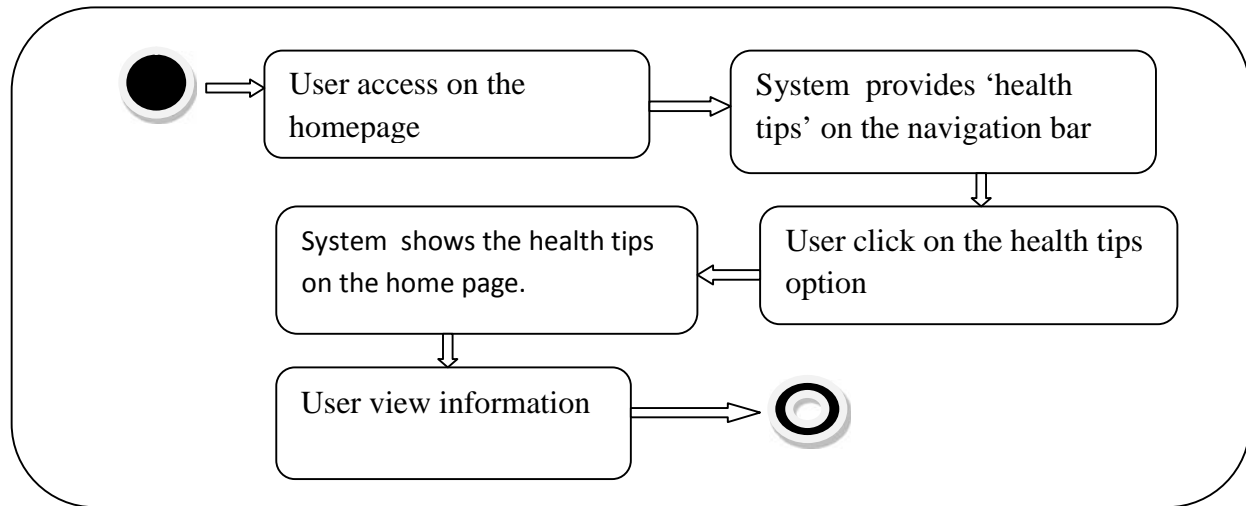 User access on the
homepage
System provides ‘health
tips’ on the navigation bar
User click on the health tips
option
System shows the health tips
on the home page.
User view information